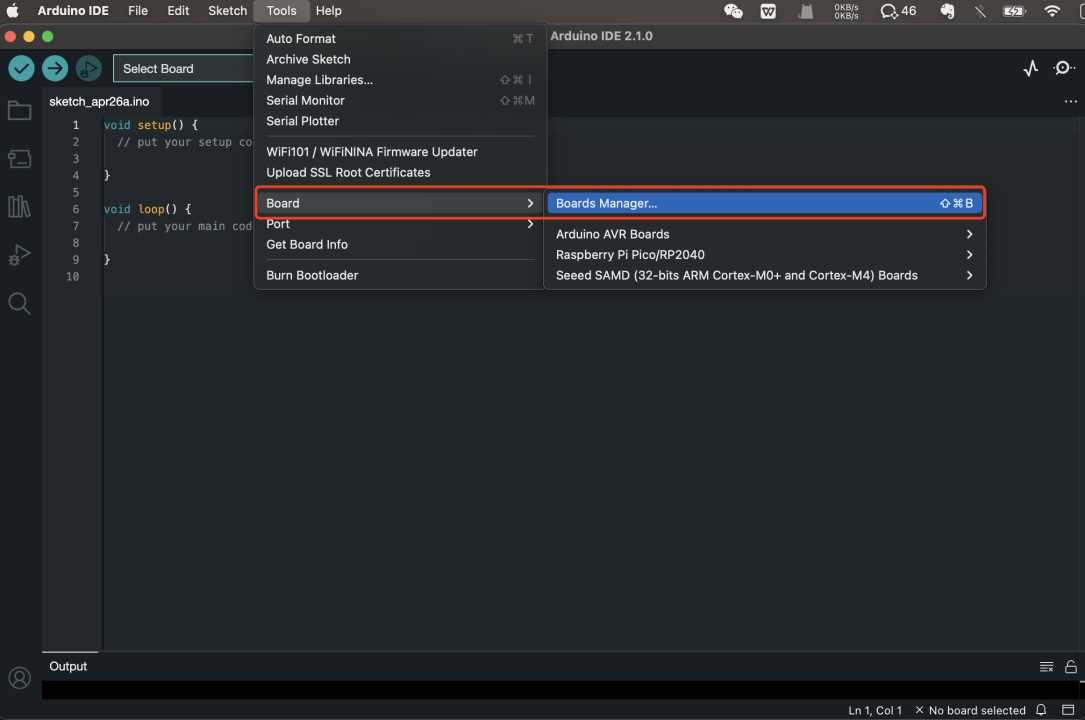 Arduino IDE File Edit Sketch Tools Help 0KB/s 46
0KB/s
Arduino IDE 2.1.0
Select Board
sketch_apr26a.ino
Auto Format ⌘ T
Archive Sketch
Manage Libraries... ⇧ ⌘ I
Serial Monitor ⇧ ⌘ M
Serial Plotter
WiFi101 / WiFiNINA Firmware Updater
Upload SSL Root Certificates
Board
Port
Get Board Info
Burn Bootloader
Boards Manager... ⇧ ⌘ B
Arduino AVR Boards
Raspberry Pi Pico/RP2040
Seeed SAMD (32-bits ARM Cortex-M0+ and Cortex-M4) Boards
1 void setup() {
2 // put your setup co
3
4 }
5
6 void loop() {
7 // put your main cod
8
9 }
10
Output
Ln 1, Col 1 × No board selected